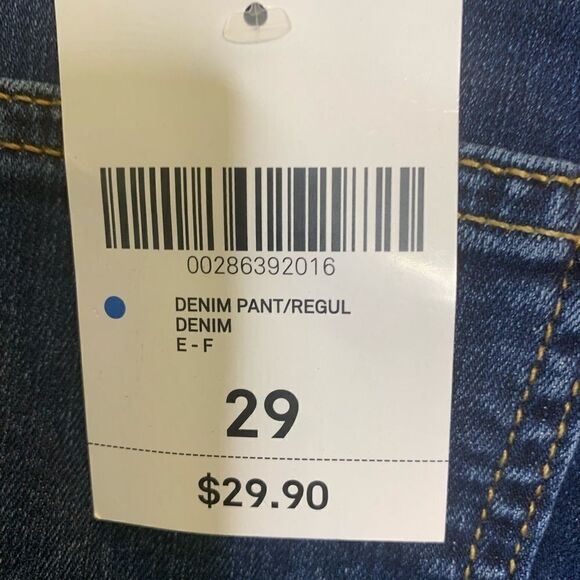 00286392016
DENIM PANT/REGUL
DENIM
E - F
29
$29.90